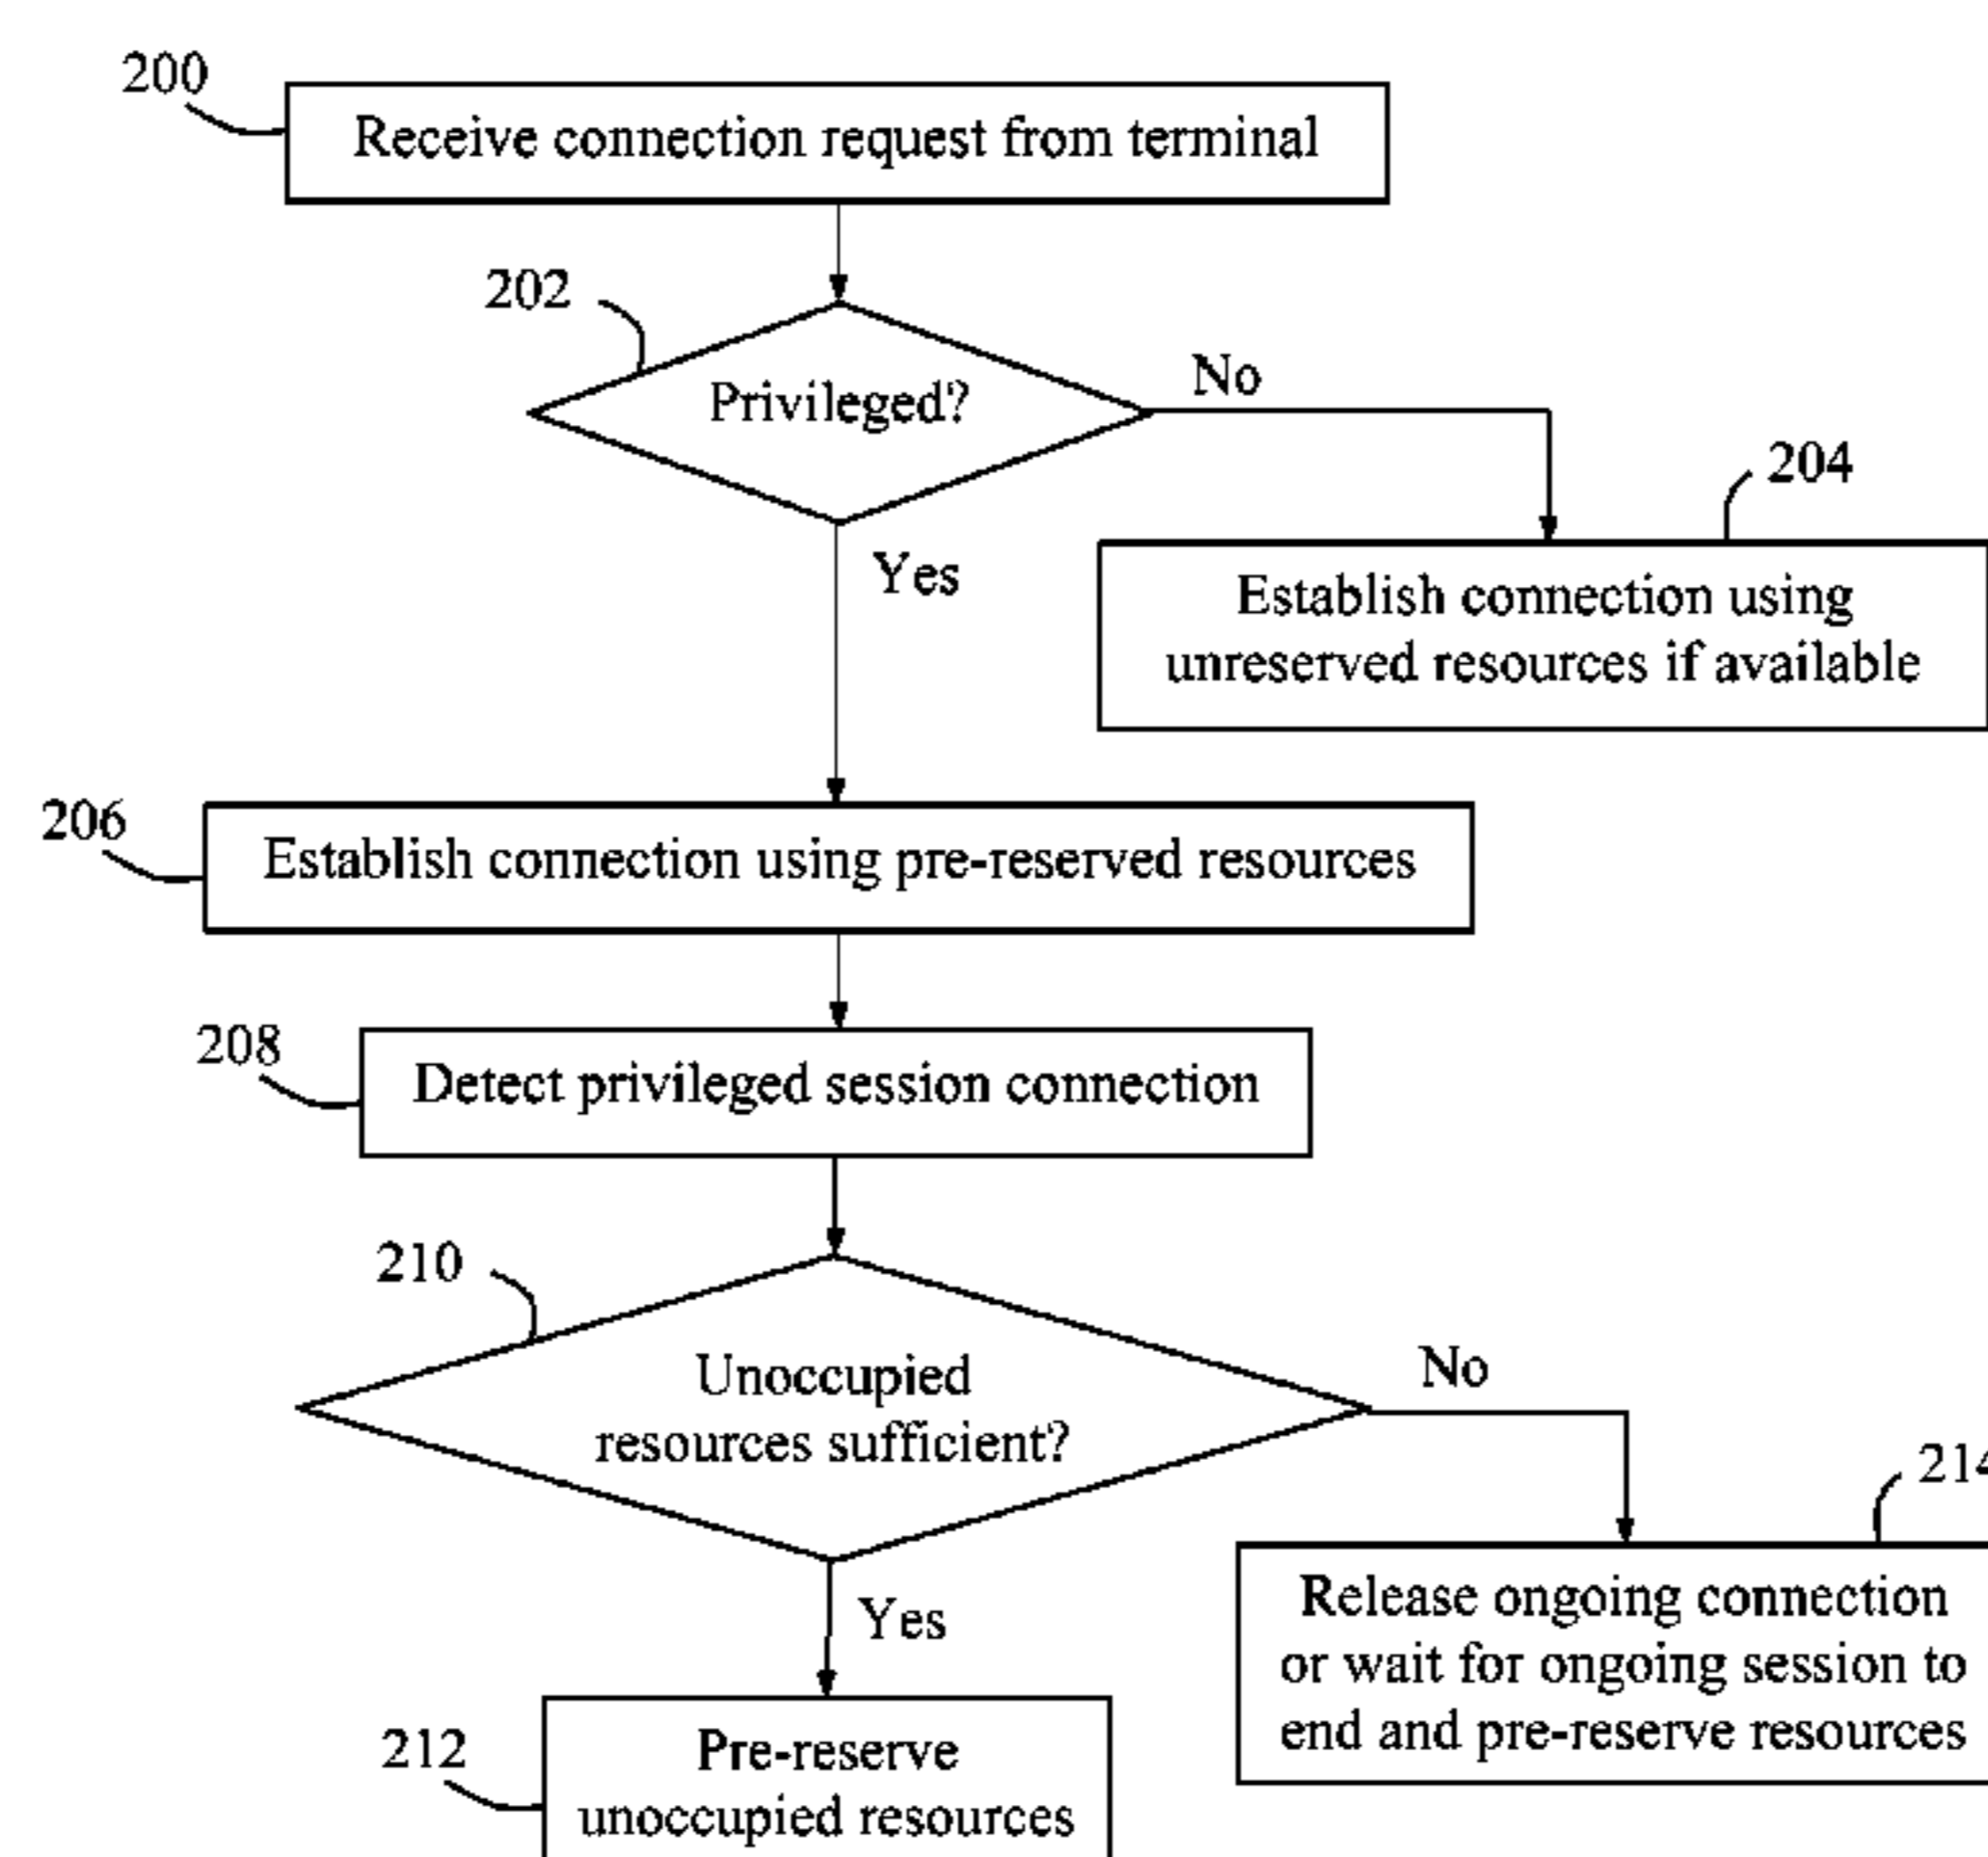 200
Receive connection request from terminal
202
Privileged?
No
204
Yes
Establish connection using
unreserved resources if available
206
Establish connection using pre-reserved resources
208
Detect privileged session connection
210
Unoccupied
resources sufficient?
No
214
Yes
Release ongoing connection
or wait for ongoing session to
end and pre-reserve resources
212
Pre-reserve
unoccupied resources